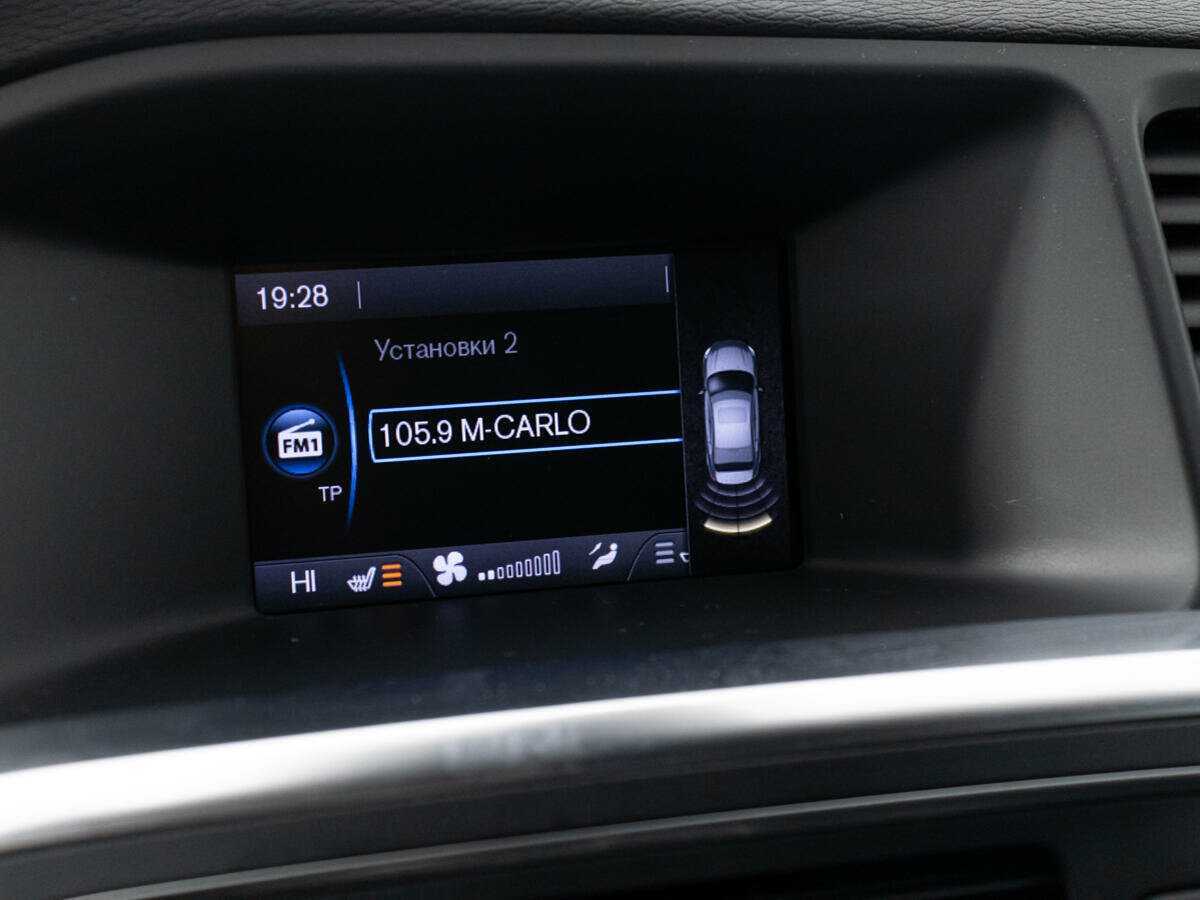 19:28
Установки 2
FM1
105.9 M-CARLO
TP
HI